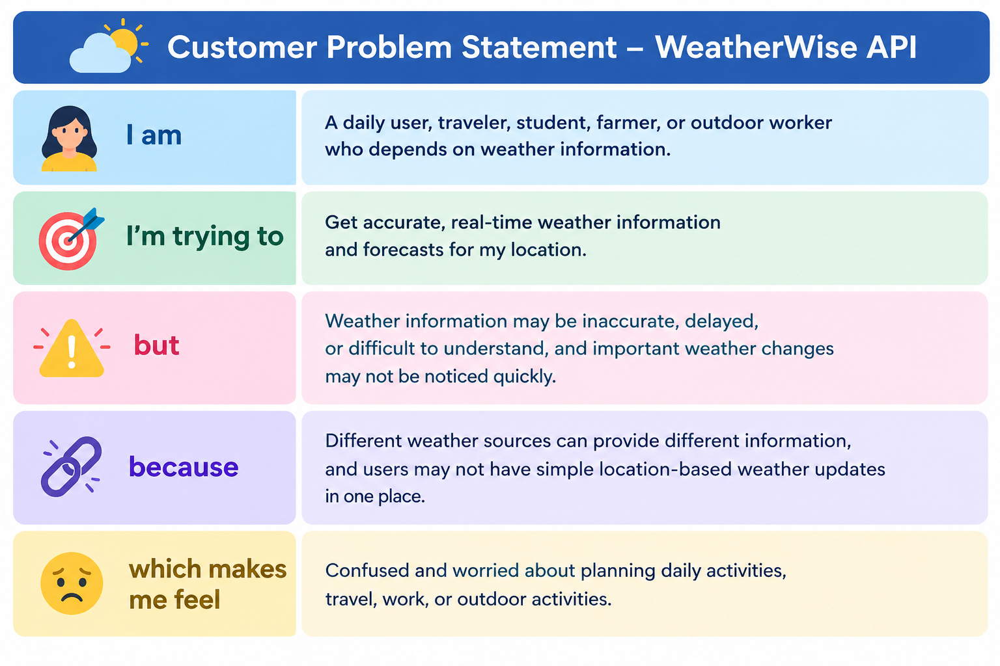 Customer Problem Statement – WeatherWise API
I am
A daily user, traveler, student, farmer, or outdoor worker
who depends on weather information.
I’m trying to
Get accurate, real-time weather information
and forecasts for my location.
but
Weather information may be inaccurate, delayed,
or difficult to understand, and important weather changes
may not be noticed quickly.
because
Different weather sources can provide different information,
and users may not have simple location-based weather updates
in one place.
which makes
me feel
Confused and worried about planning daily activities,
travel, work, or outdoor activities.